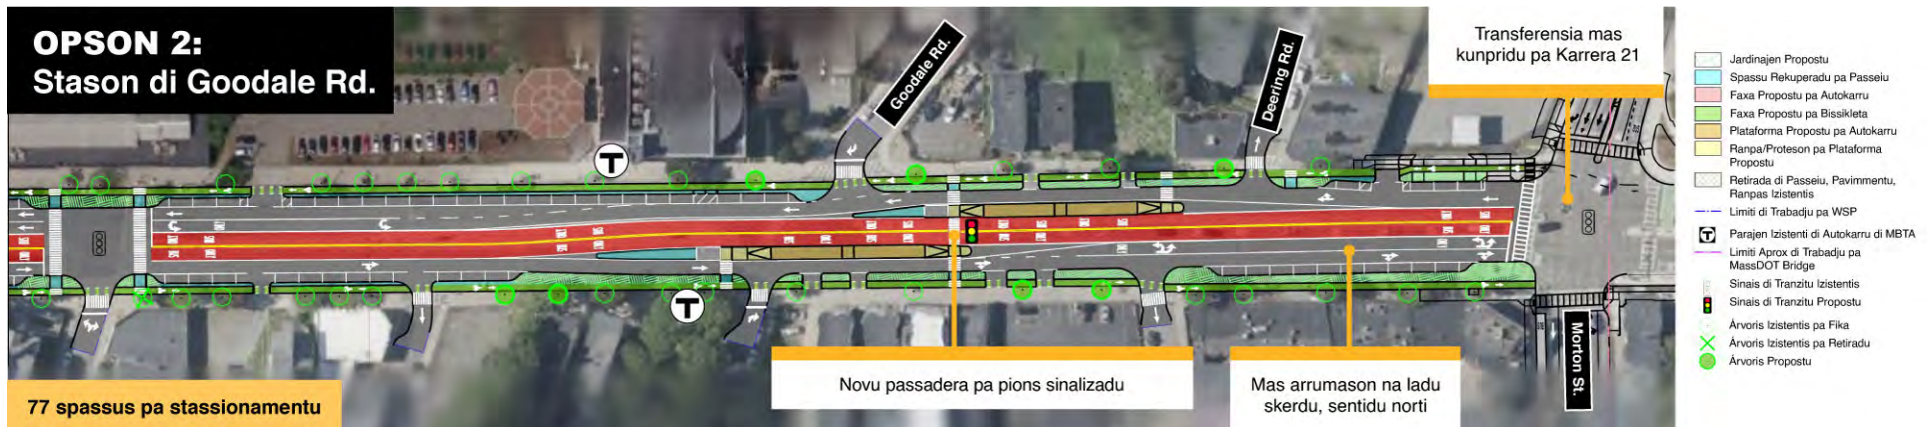 OPSON 2:
Stason di Goodale Rd.
Goodale Rd.
Deering Rd.
Transferensia mas
kunpridu pa Karrera 21
T
T
Morton St.
Novu passadera pa pions sinalizadu
Mas arrumason na ladu
skerdu, sentidu norti
77 spassus pa stassionamentu
Jardinajen Propostu
Spassu Rekuperadu pa Passeiu
Faxa Propostu pa Autokarru
Faxa Propostu pa Bissikleta
Plataforma Propostu pa Autokarru
Ranpa/Proteson pa Plataforma
Propostu
Retirada di Passeiu, Pavimmentu,
Ranpas Izistentis
Limiti di Trabadju pa WSP
T
Parajen Izistenti di Autokarru di MBTA
Limiti Aprox di Trabadju pa
MassDOT Bridge
Sinais di Tranzitu Izistentis
Sinais di Tranzitu Propostu
Árvoris Izistentis pa Fika
Árvoris Izistentis pa Retiradu
Árvoris Propostu